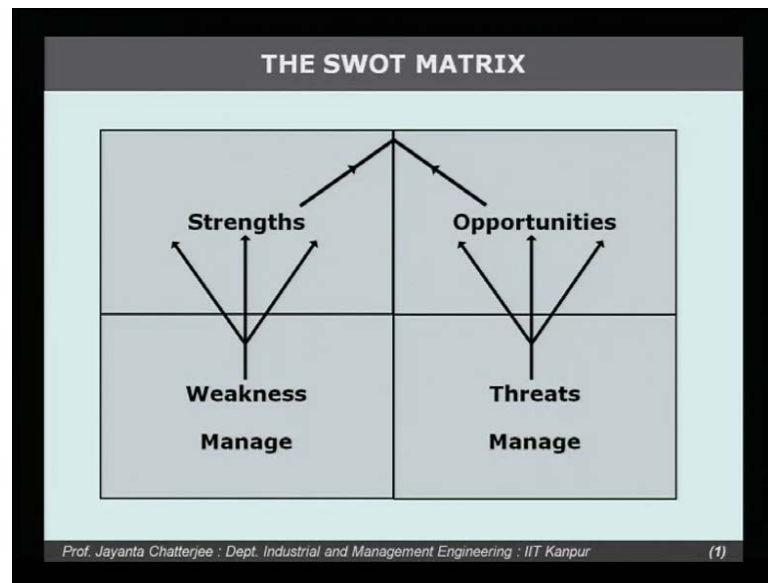 THE SWOT MATRIX
Strengths
Opportunities
Weakness
Threats
Manage
Manage
Prof. Jayanta Chatterjee : Dept. Industrial and Management Engineering : IIT Kanpur (1)